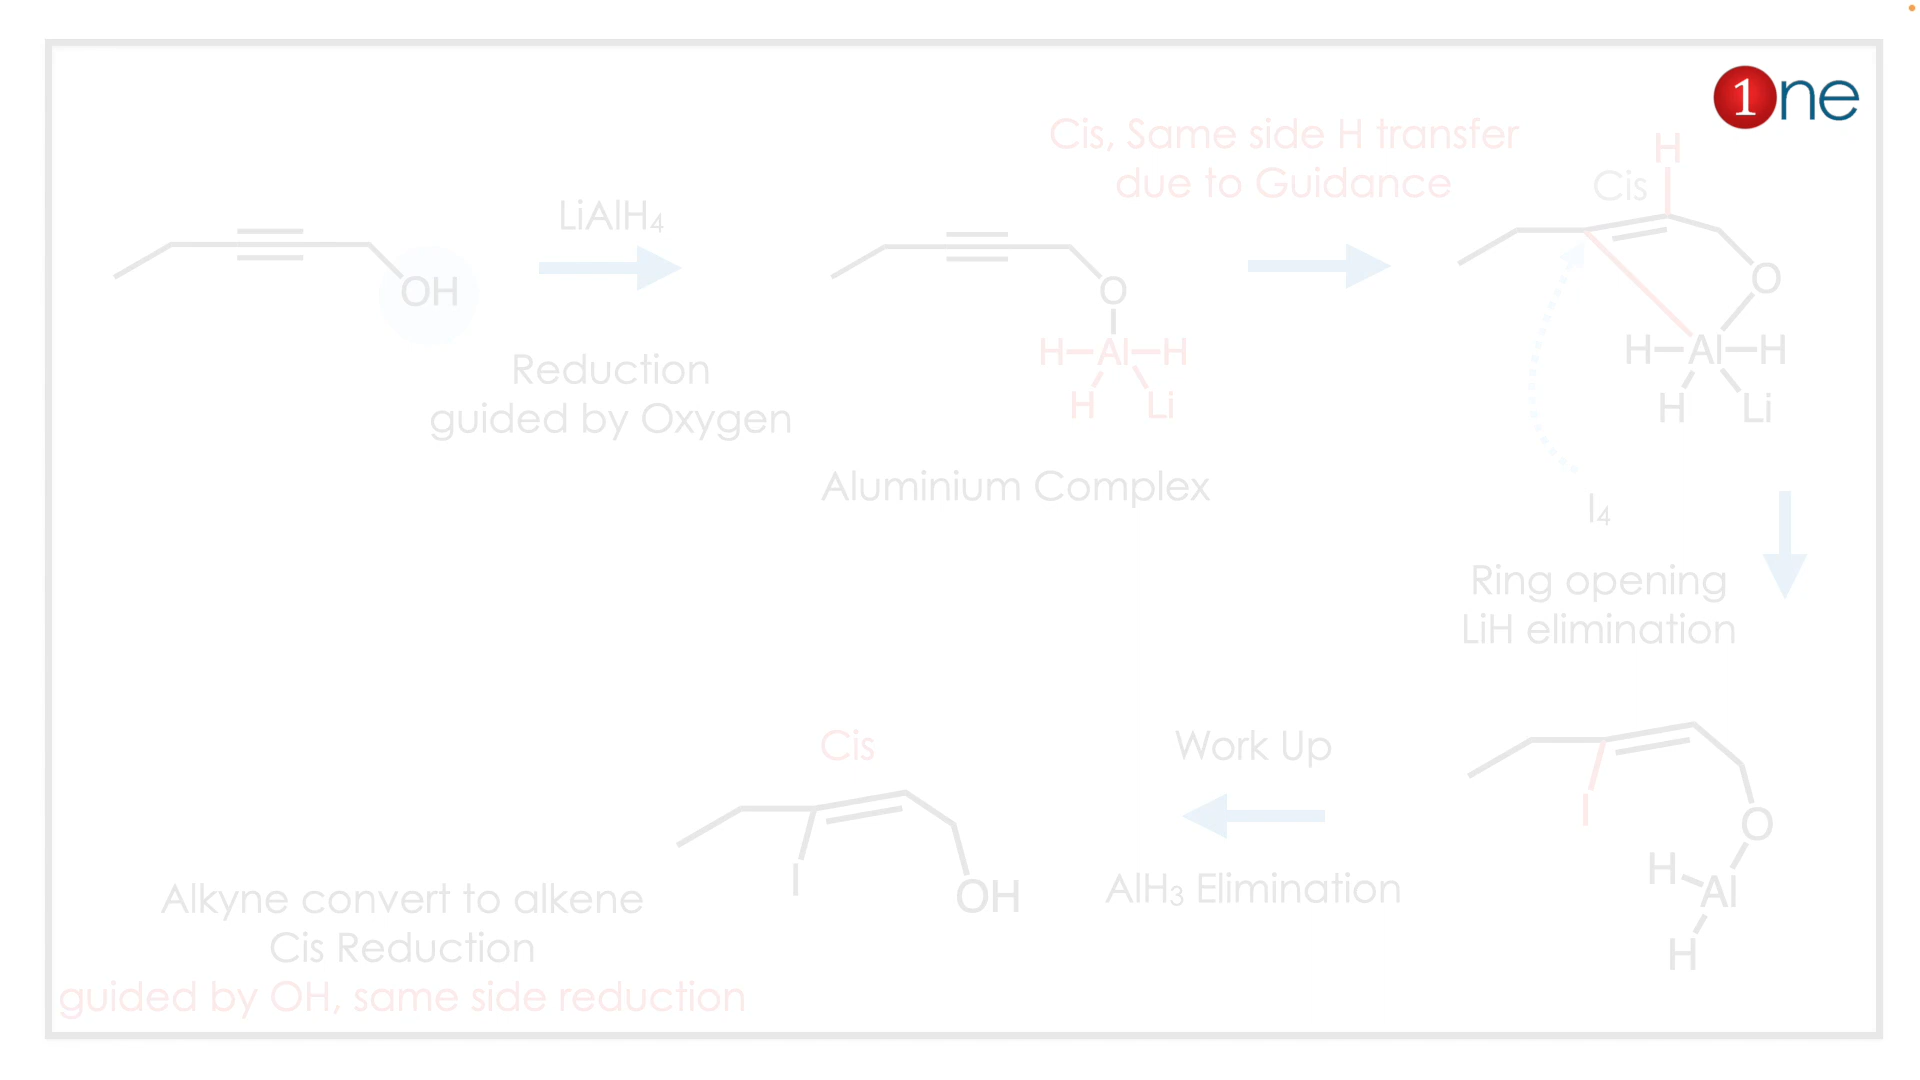 1ne
Cis, Same side H transfer
due to Guidance
H
Cis
LiAlH₄
OH
O
O
H Al H
H Al H
H Li
H Li
Reduction
guided by Oxygen
Aluminium Complex
I₄
Ring opening
LiH elimination
Cis
Work Up
I
O
I
OH
H
Al
H
AlH₃ Elimination
Alkyne convert to alkene
Cis Reduction
guided by OH, same side reduction